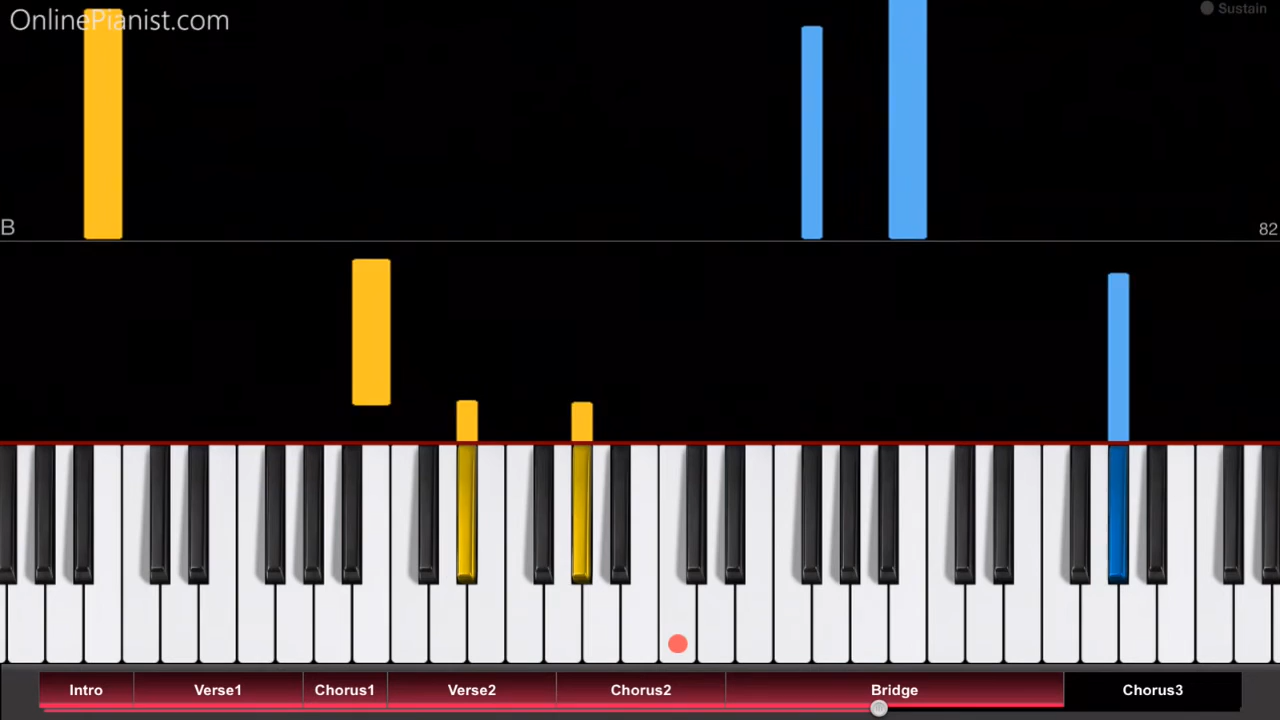 OnlinePianist.com
Sustain
B
82
Intro
Verse1
Chorus1
Verse2
Chorus2
Bridge
Chorus3